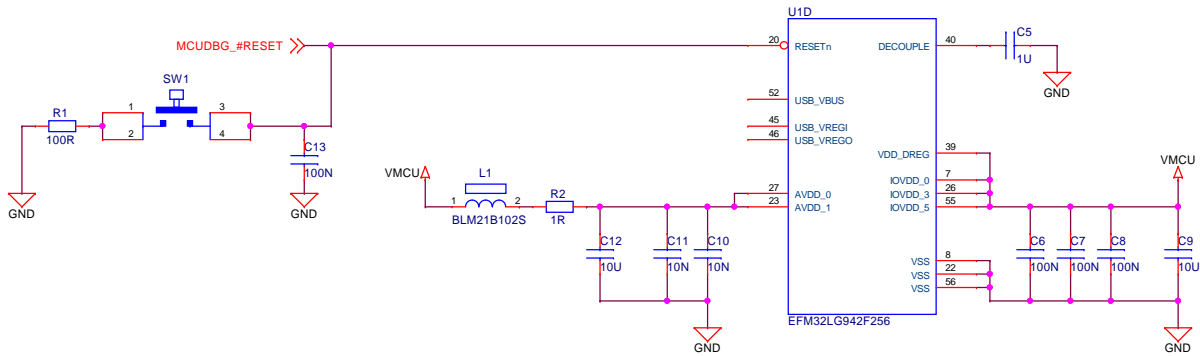 U1D
MCUDBG_#RESET
20
RESETn
DECOUPLE
40
C5
1U
GND
SW1
R1
100R
1
2
3
4
C13
100N
GND
GND
52
USB_VBUS
45
USB_VREGI
46
USB_VREGO
VDD_DREG
39
IOVDD_0
7
IOVDD_3
26
IOVDD_5
55
VMCU
VMCU
L1
1
2
BLM21B102S
R2
1R
27
AVDD_0
23
AVDD_1
C12
10U
C11
10N
C10
10N
GND
VSS
8
VSS
22
VSS
56
C6
100N
C7
100N
C8
100N
C9
10U
GND
EFM32LG942F256